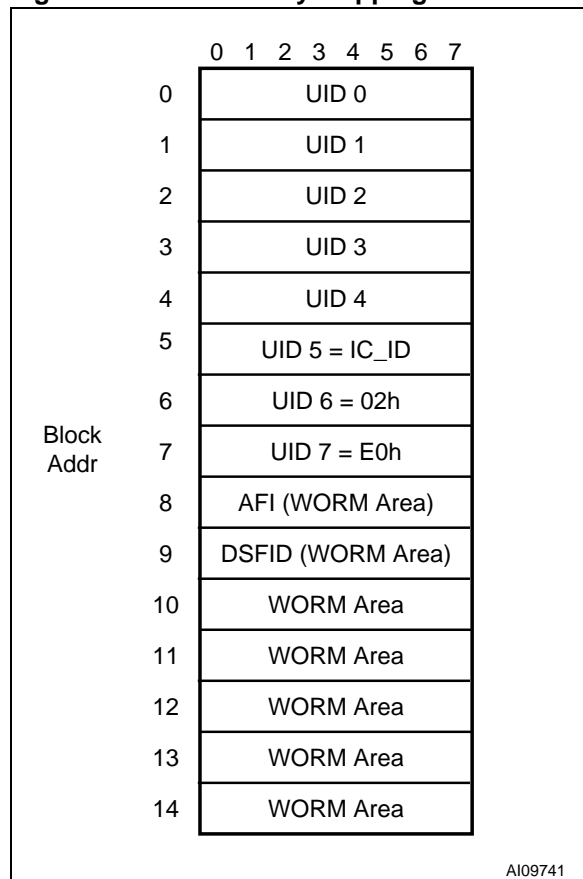 0 1 2 3 4 5 6 7
0 UID 0
1 UID 1
2 UID 2
3 UID 3
4 UID 4
5 UID 5 = IC_ID
6 UID 6 = 02h
Block Addr
7 UID 7 = E0h
8 AFI (WORM Area)
9 DSFID (WORM Area)
10 WORM Area
11 WORM Area
12 WORM Area
13 WORM Area
14 WORM Area
AI09741